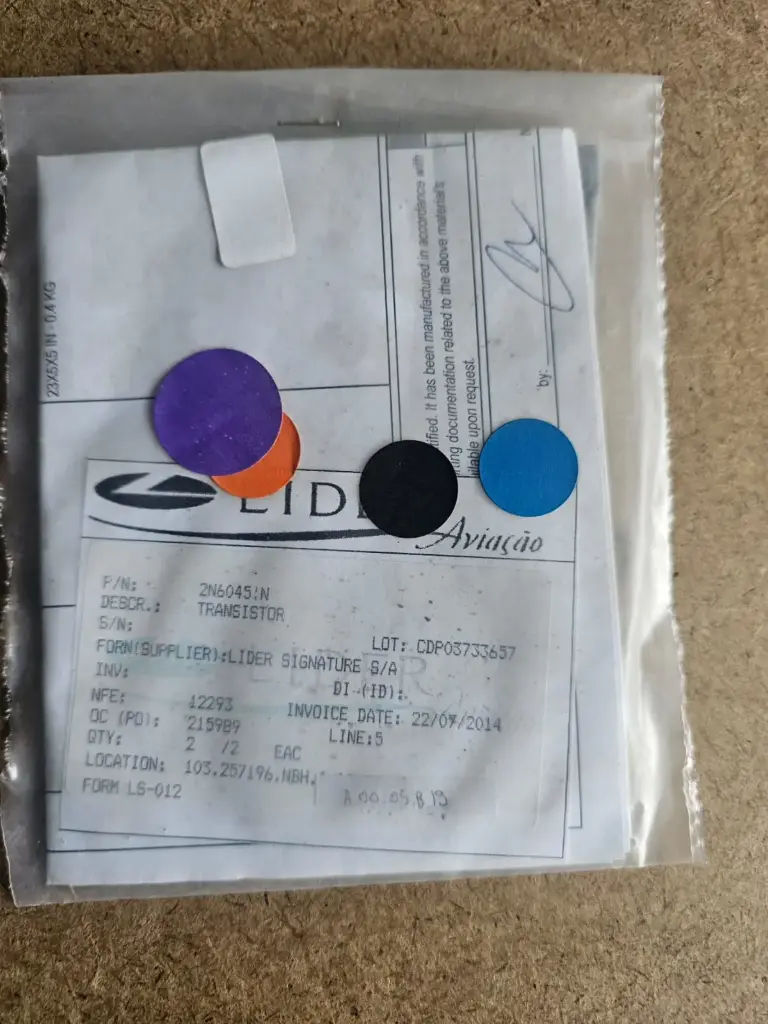 23X5X5 IN - 0.4 KG
tified. It has been manufactured in accordance with
ting documentation related to the above material's
ilable upon request.
by:
LIDER
Aviação
P/N: 2N6045!N
DESCR.: TRANSISTOR
S/N:
LOT: CDP03733657
FORN(SUPPLIER):LIDER SIGNATURE S/A
INV: DI (ID):
NFE: 12293 INVOICE DATE: 22/07/2014
OC (PO): 215989 LINE:5
QTY: 2 /2 EAC
LOCATION: 103.257196.NBH.
FORM LS-012